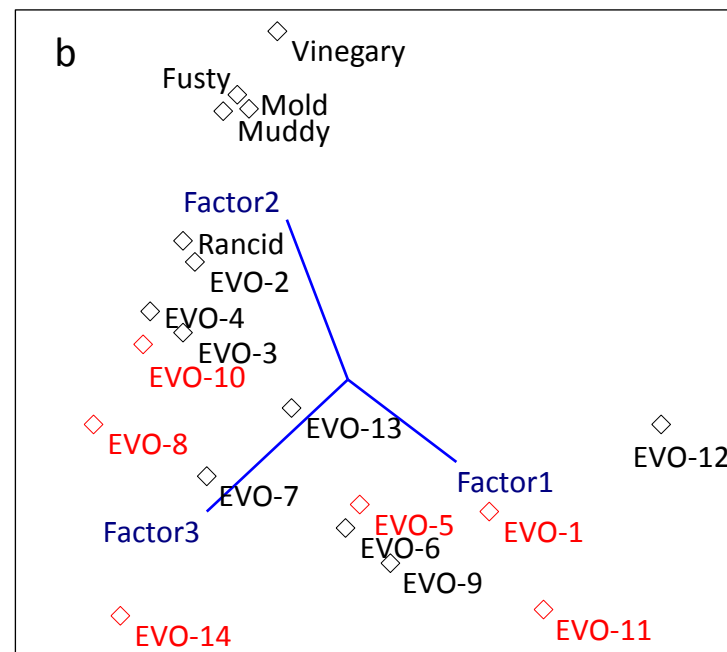 b
Vinegary
Fusty
Mold
Muddy
Factor2
Rancid
EVO-2
EVO-4
EVO-3
EVO-10
EVO-13
EVO-8
EVO-12
EVO-7
Factor1
Factor3
EVO-5
EVO-1
EVO-6
EVO-9
EVO-14
EVO-11